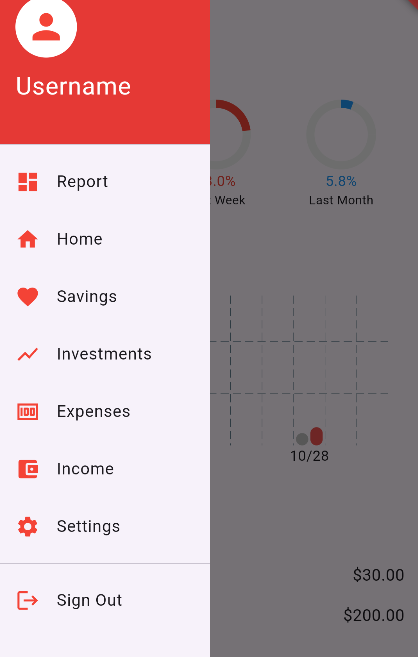 Username
Report
Home
Savings
Investments
Expenses
Income
Settings
Sign Out
.0%
Week
5.8%
Last Month
10/28
$30.00
$200.00